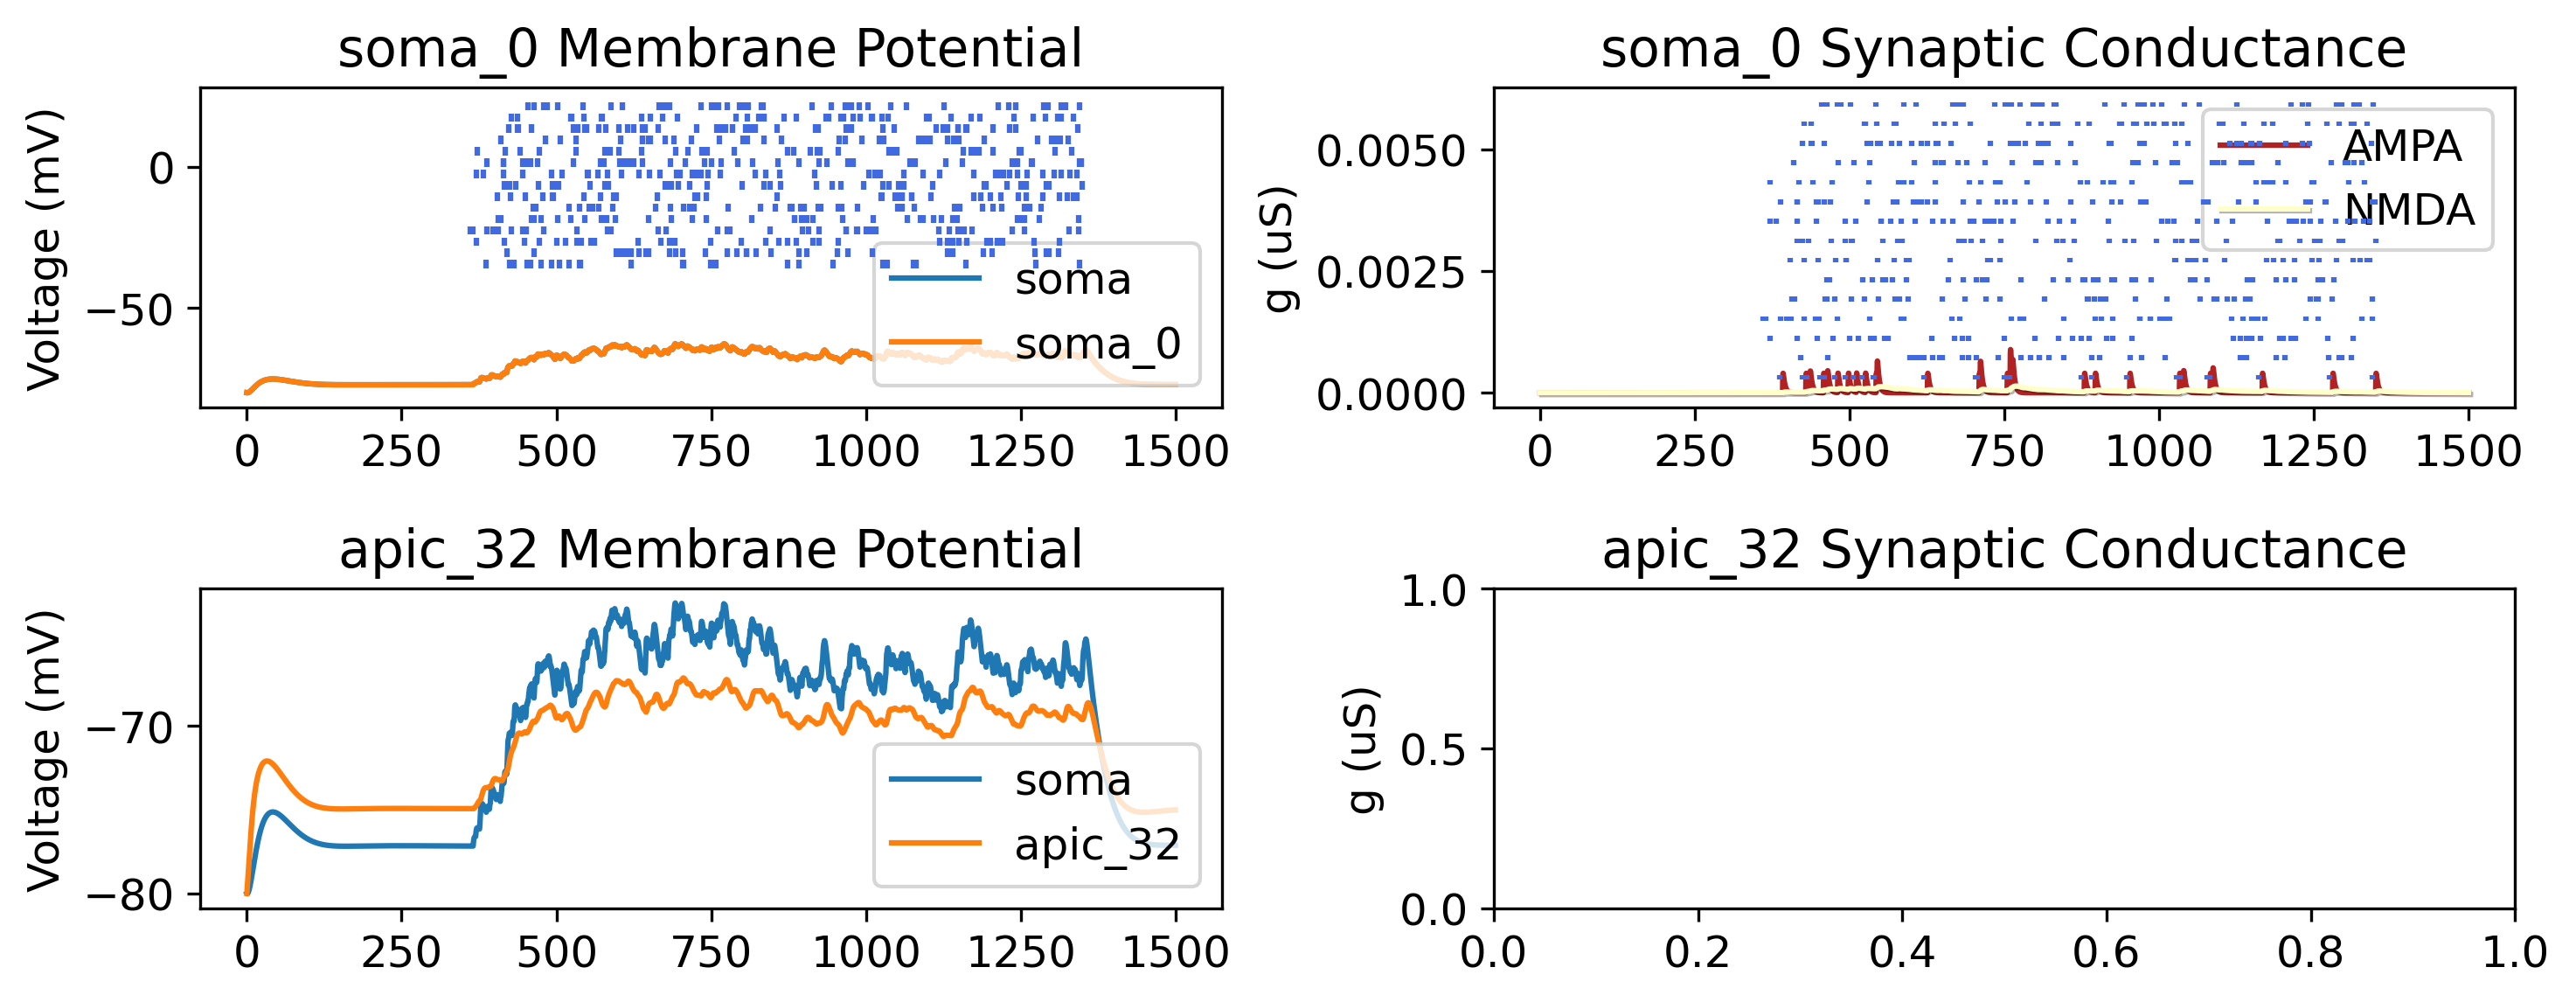 soma_0 Membrane Potential
Voltage (mV)
0
−50
soma
soma_0
0 250 500 750 1000 1250 1500
soma_0 Synaptic Conductance
g (uS)
0.0050
0.0025
0.0000
AMPA
NMDA
0 250 500 750 1000 1250 1500
apic_32 Membrane Potential
Voltage (mV)
−70
−80
soma
apic_32
0 250 500 750 1000 1250 1500
apic_32 Synaptic Conductance
g (uS)
1.0
0.5
0.0
0.0 0.2 0.4 0.6 0.8 1.0